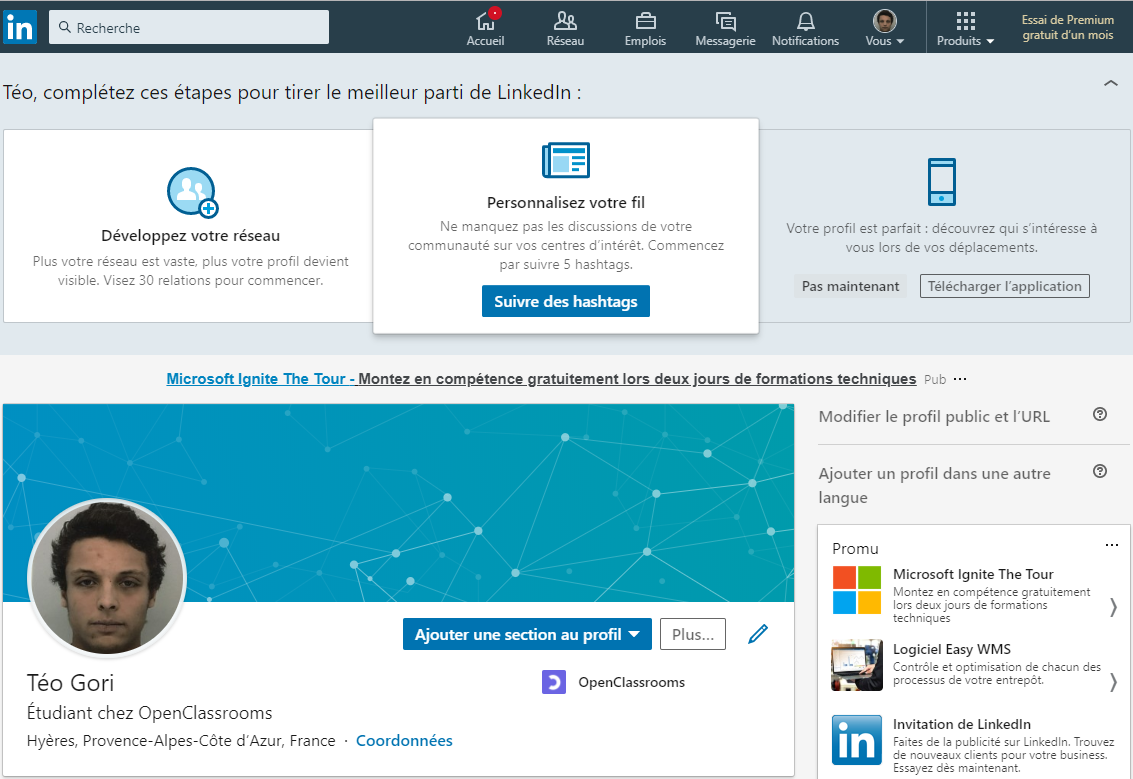 in
Recherche
Accueil
Réseau
Emplois
Messagerie
Notifications
Vous
Produits
Essai de Premium
gratuit d’un mois
Téo, complétez ces étapes pour tirer le meilleur parti de LinkedIn :
Développez votre réseau
Plus votre réseau est vaste, plus votre profil devient
visible. Visez 30 relations pour commencer.
Personnalisez votre fil
Ne manquez pas les discussions de votre
communauté sur vos centres d’intérêt. Commencez
par suivre 5 hashtags.
Suivre des hashtags
Votre profil est parfait : découvrez qui s’intéresse à
vous lors de vos déplacements.
Pas maintenant
Télécharger l’application
Microsoft Ignite The Tour - Montez en compétence gratuitement lors deux jours de formations techniques Pub ···
Ajouter une section au profil
Plus...
Téo Gori
Étudiant chez OpenClassrooms
Hyères, Provence-Alpes-Côte d’Azur, France · Coordonnées
OpenClassrooms
Modifier le profil public et l’URL
Ajouter un profil dans une autre
langue
Promu
Microsoft Ignite The Tour
Montez en compétence gratuitement
lors deux jours de formations
techniques
Logiciel Easy WMS
Contrôle et optimisation de chacun des
processus de votre entrepôt.
in
Invitation de LinkedIn
Faites de la publicité sur LinkedIn. Trouvez
de nouveaux clients pour votre business.
Essayez dès maintenant.